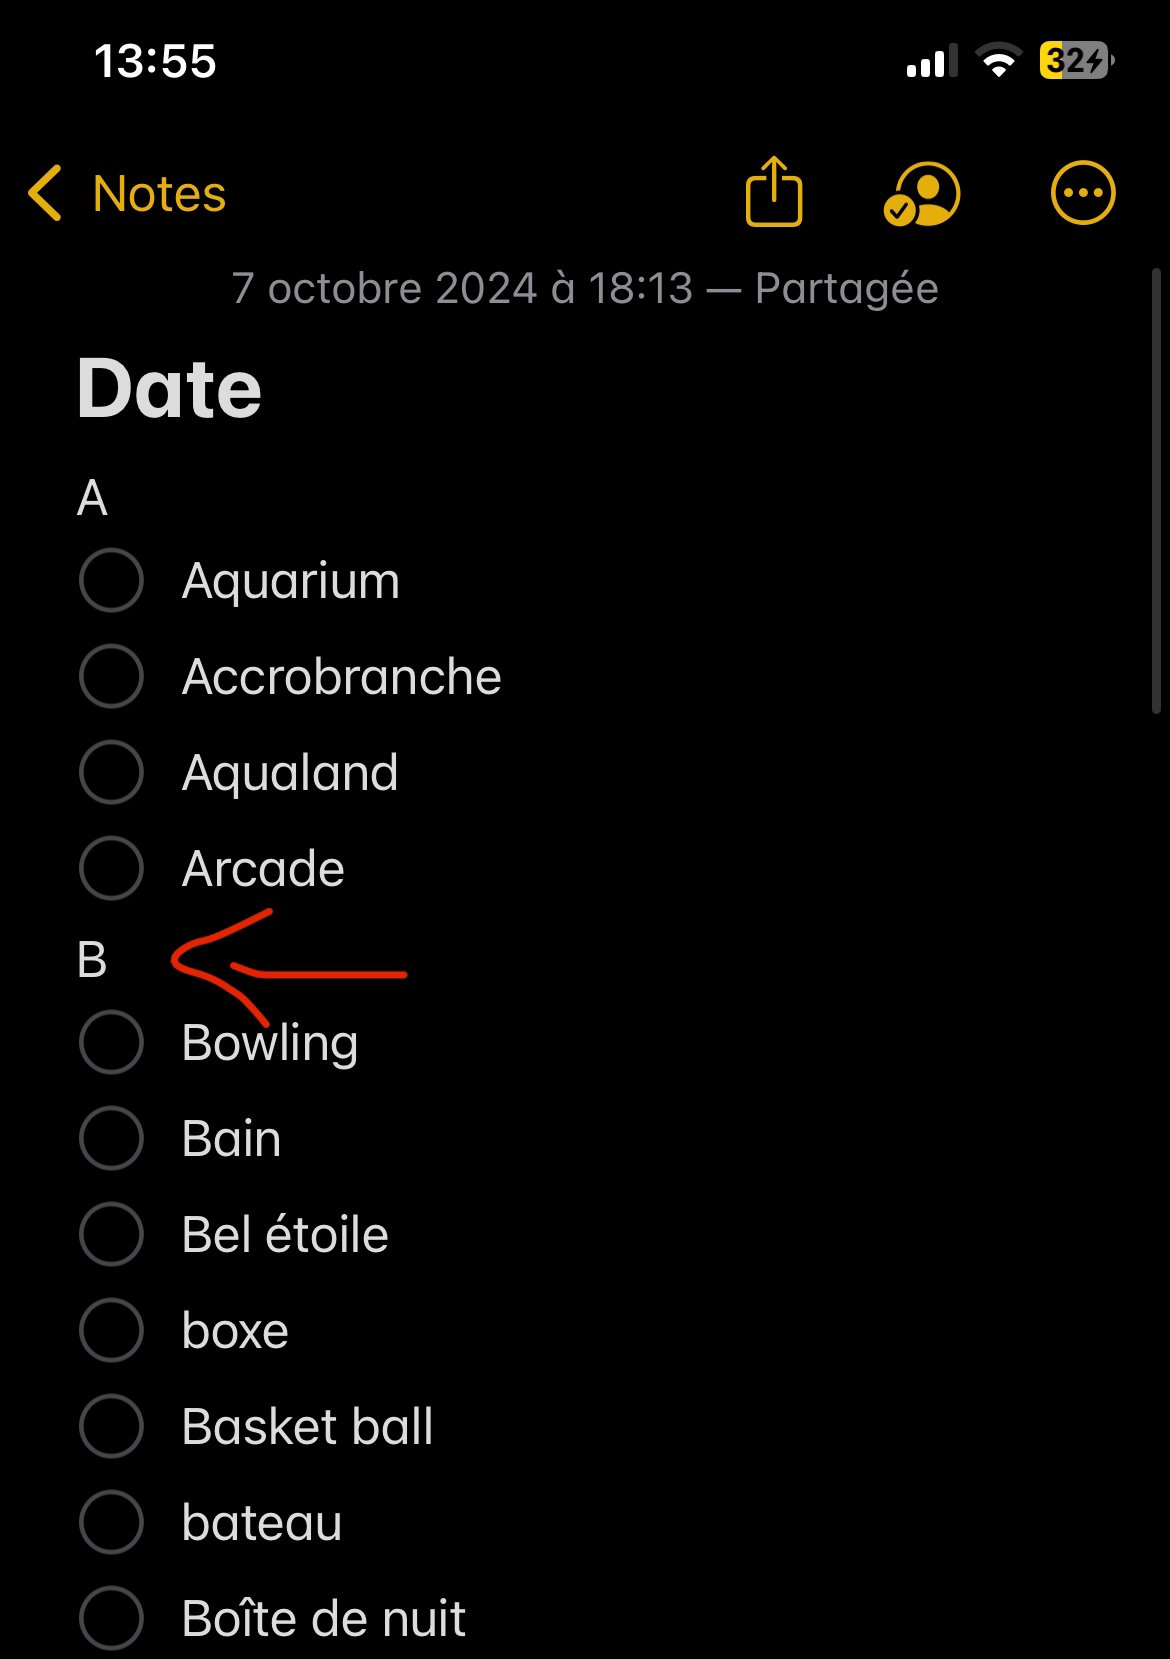 13:55
32
Notes
7 octobre 2024 à 18:13 — Partagée
Date
A
Aquarium
Accrobranche
Aqualand
Arcade
B
Bowling
Bain
Bel étoile
boxe
Basket ball
bateau
Boîte de nuit